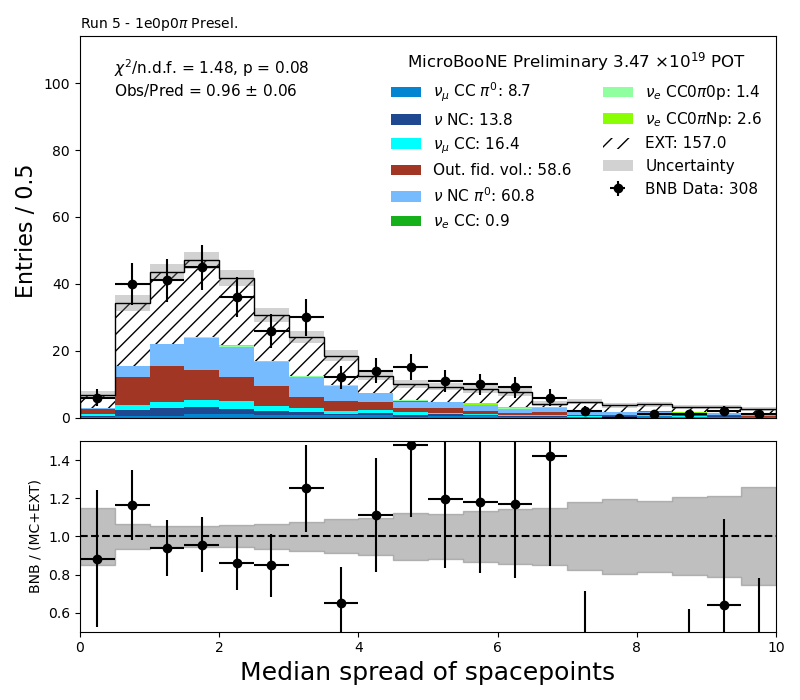 Run 5 - 1e0p0π Presel.
χ²/n.d.f. = 1.48, p = 0.08
Obs/Pred = 0.96 ± 0.06
MicroBooNE Preliminary 3.47 ×10¹⁹ POT
ν_μ CC π⁰: 8.7
ν NC: 13.8
ν_μ CC: 16.4
Out. fid. vol.: 58.6
ν NC π⁰: 60.8
ν_e CC: 0.9
ν_e CC0π0p: 1.4
ν_e CC0πNp: 2.6
EXT: 157.0
Uncertainty
BNB Data: 308
Entries / 0.5
100
80
60
40
20
0
BNB / (MC+EXT)
1.4
1.2
1.0
0.8
0.6
0 2 4 6 8 10
Median spread of spacepoints